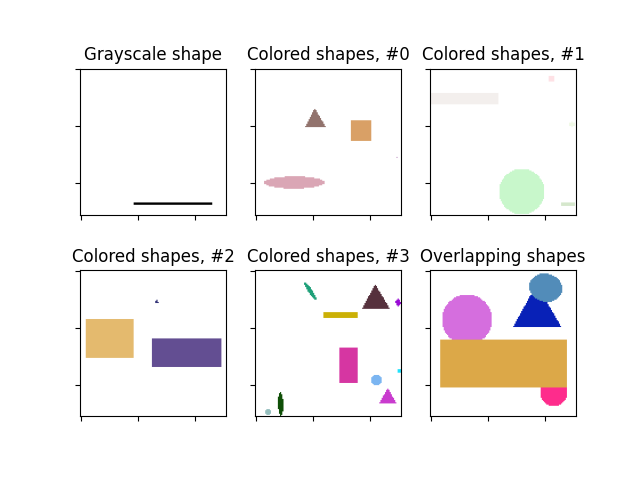 Grayscale shape
Colored shapes, #0
Colored shapes, #1
Colored shapes, #2
Colored shapes, #3
Overlapping shapes